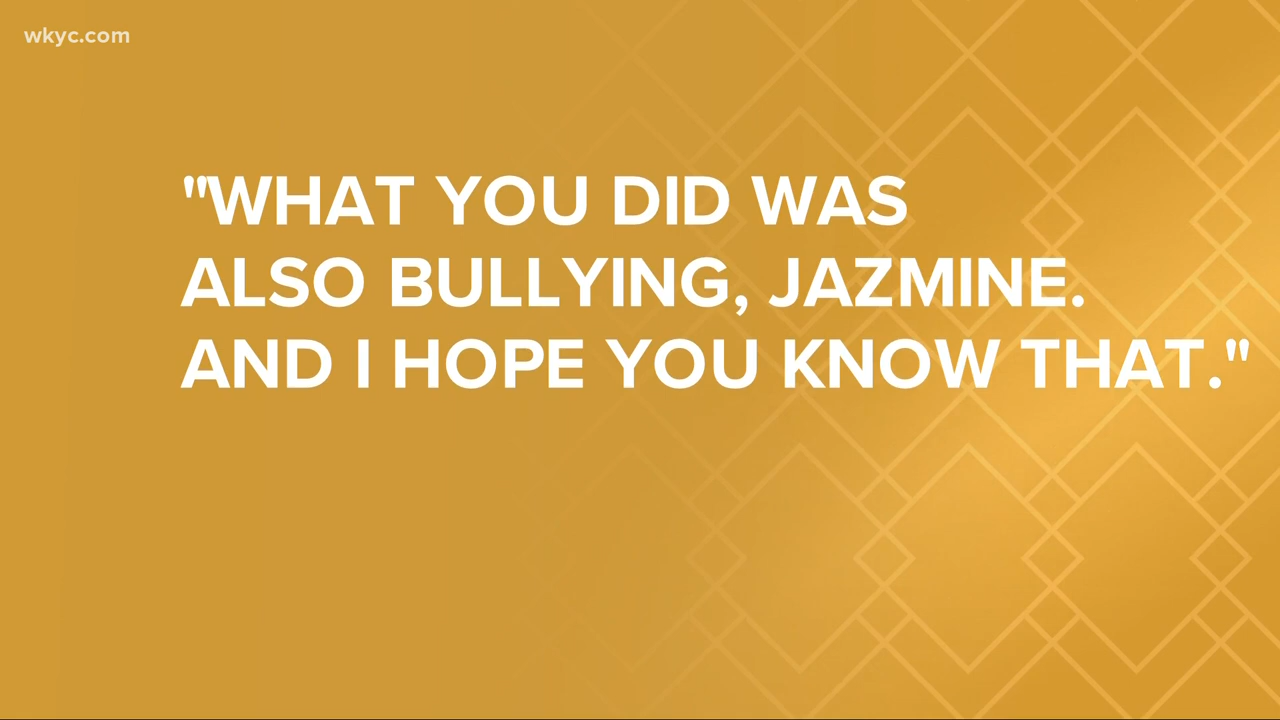 wkyc.com
"WHAT YOU DID WAS
ALSO BULLYING, JAZMINE.
AND I HOPE YOU KNOW THAT."